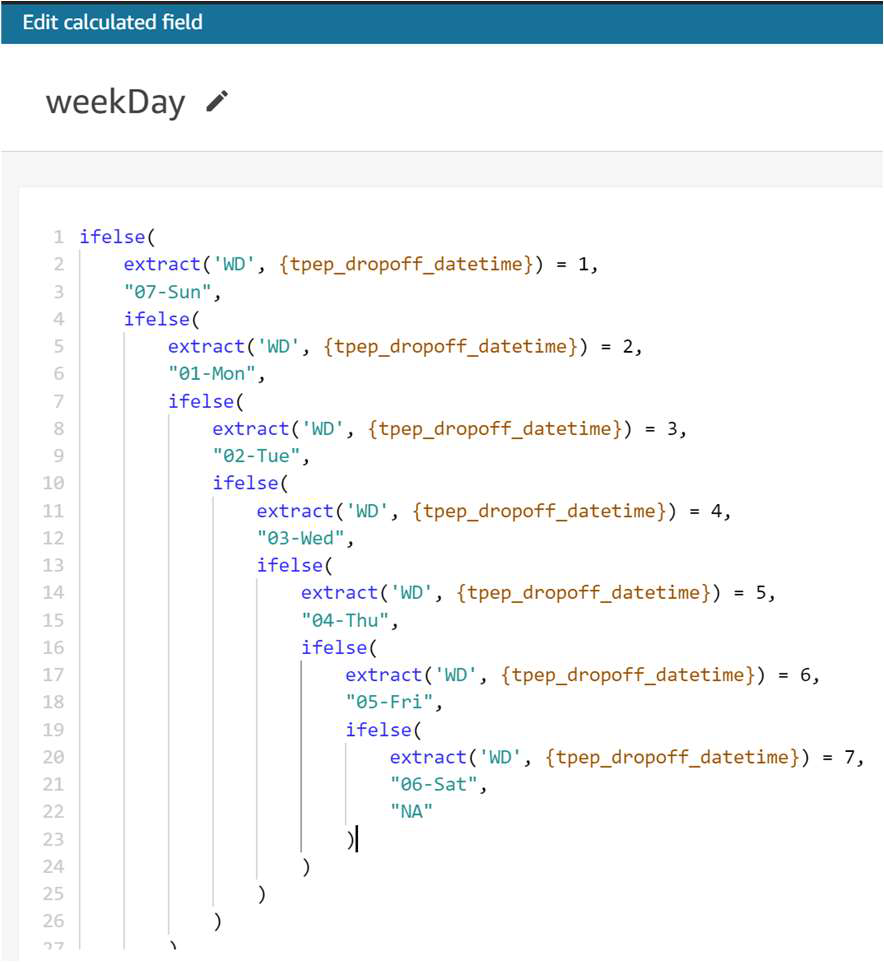 Edit calculated field
weekDay
1 ifelse(
2 extract('WD', {tpep_dropoff_datetime}) = 1,
3 "07-Sun",
4 ifelse(
5 extract('WD', {tpep_dropoff_datetime}) = 2,
6 "01-Mon",
7 ifelse(
8 extract('WD', {tpep_dropoff_datetime}) = 3,
9 "02-Tue",
10 ifelse(
11 extract('WD', {tpep_dropoff_datetime}) = 4,
12 "03-Wed",
13 ifelse(
14 extract('WD', {tpep_dropoff_datetime}) = 5,
15 "04-Thu",
16 ifelse(
17 extract('WD', {tpep_dropoff_datetime}) = 6,
18 "05-Fri",
19 ifelse(
20 extract('WD', {tpep_dropoff_datetime}) = 7,
21 "06-Sat",
22 "NA"
23 )
24 )
25 )
26 )
27 )